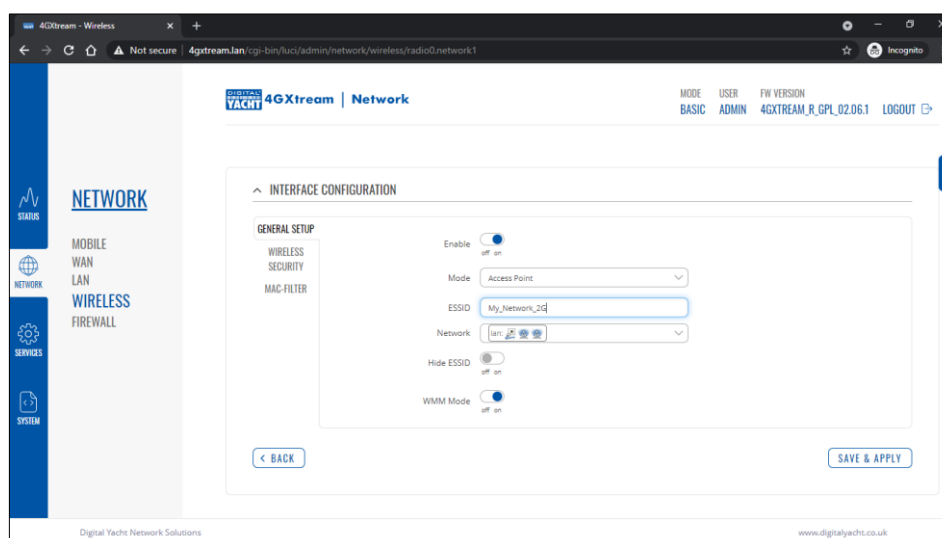 4GXtream - Wireless
Not secure | 4gxtream.lan/cgi-bin/luci/admin/network/wireless/radio0.network1
Incognito
DIGITAL YACHT 4GXtream | Network
MODE USER FW VERSION
BASIC ADMIN 4GXTREAM_R_GPL_02.06.1 LOGOUT
STATUS
NETWORK
SERVICES
SYSTEM
NETWORK
MOBILE
WAN
LAN
WIRELESS
FIREWALL
INTERFACE CONFIGURATION
GENERAL SETUP
WIRELESS
SECURITY
MAC-FILTER
Enable
off on
Mode Access Point
ESSID My_Network_2G
Network lan:
Hide ESSID
off on
WMM Mode
off on
< BACK
SAVE & APPLY
Digital Yacht Network Solutions
www.digitalyacht.co.uk